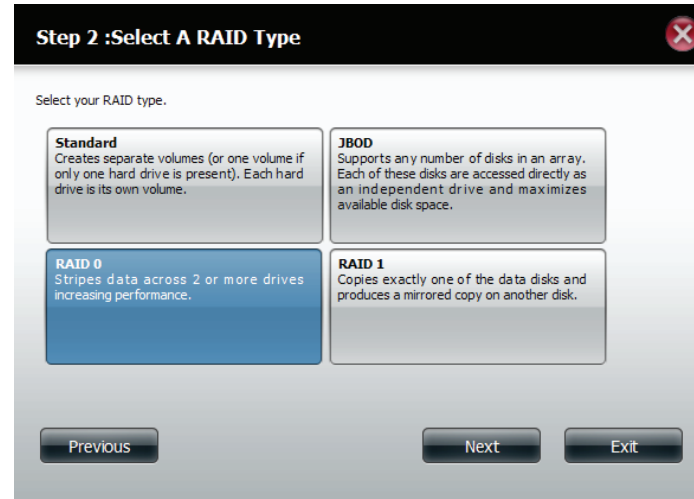 Step 2 :Select A RAID Type
Select your RAID type.
Standard
Creates separate volumes (or one volume if
only one hard drive is present). Each hard
drive is its own volume.
JBOD
Supports any number of disks in an array.
Each of these disks are accessed directly as
an independent drive and maximizes
available disk space.
RAID 0
Stripes data across 2 or more drives
increasing performance.
RAID 1
Copies exactly one of the data disks and
produces a mirrored copy on another disk.
Previous
Next
Exit